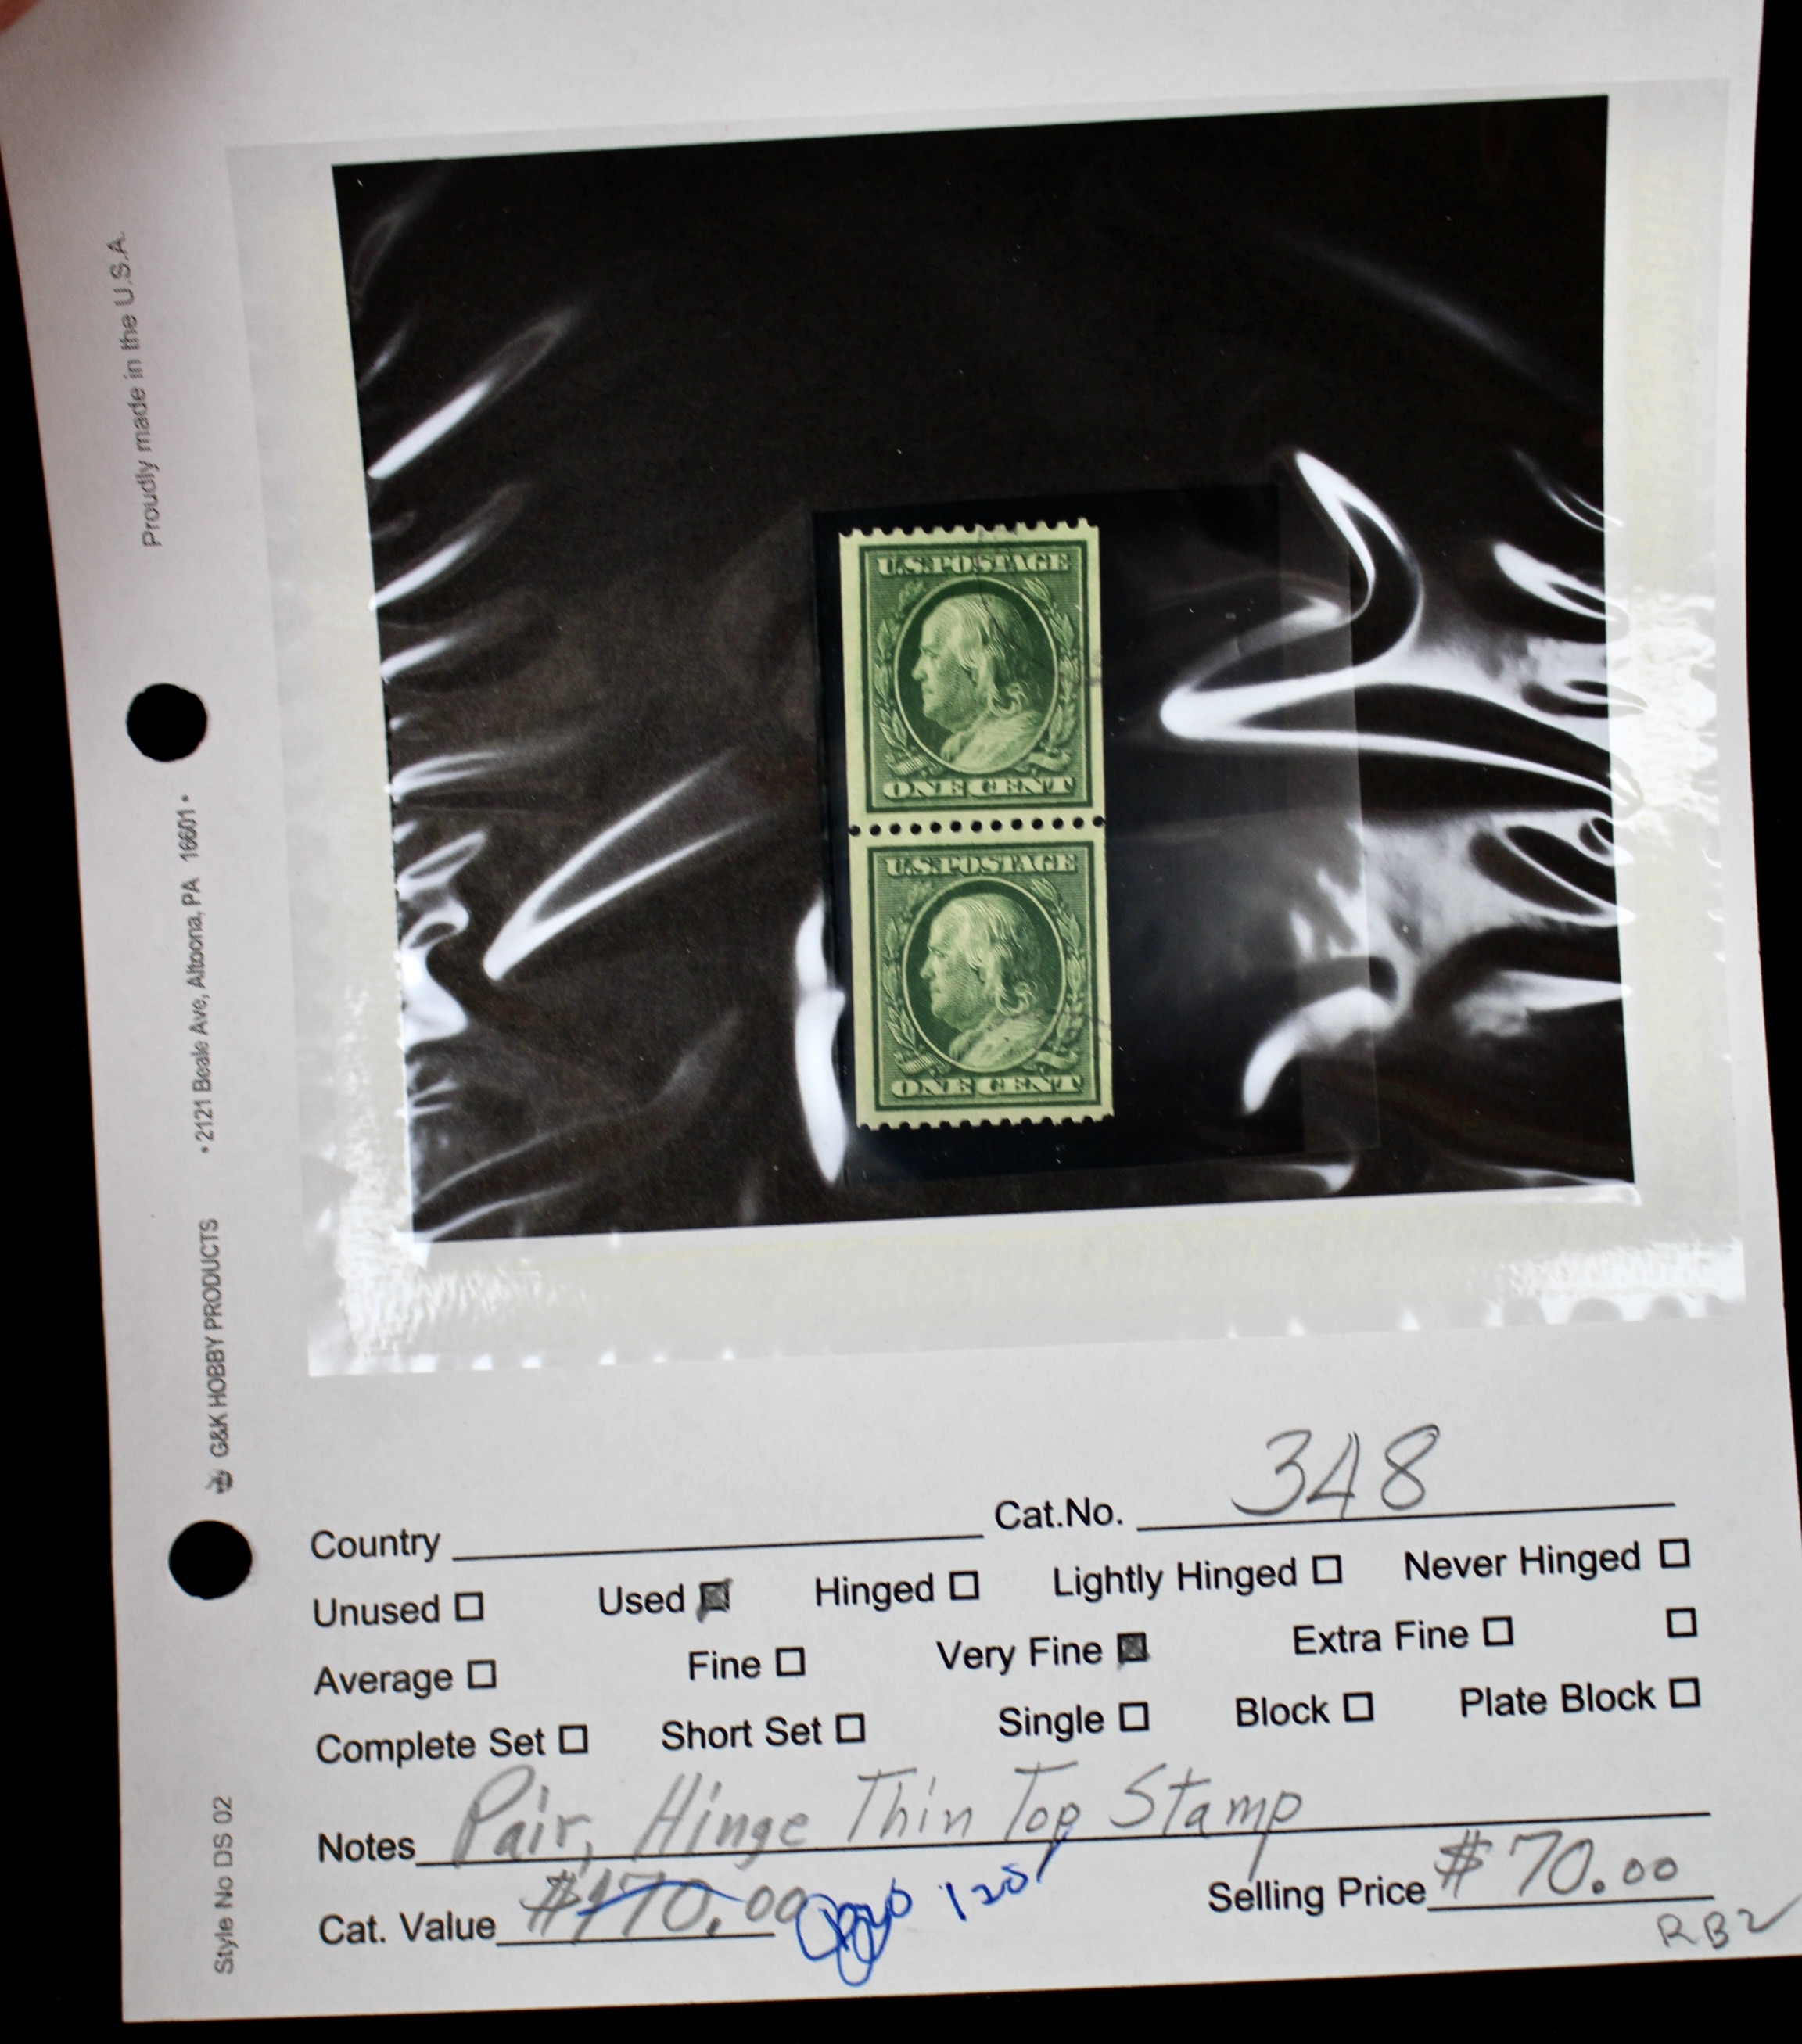 U.S. POSTAGE
ONE CENT
U.S. POSTAGE
ONE CENT
Proudly made in the U.S.A.
• 2121 Beale Ave, Altoona, PA 16601 •
G&K HOBBY PRODUCTS
Style No DS 02
Country Cat.No. 348
Unused Used Hinged Lightly Hinged Never Hinged
Average Fine Very Fine Extra Fine
Complete Set Short Set Single Block Plate Block
Notes Pair, Hinge Thin Top Stamp
Cat. Value $170.00 120 Selling Price $70.00
RB2